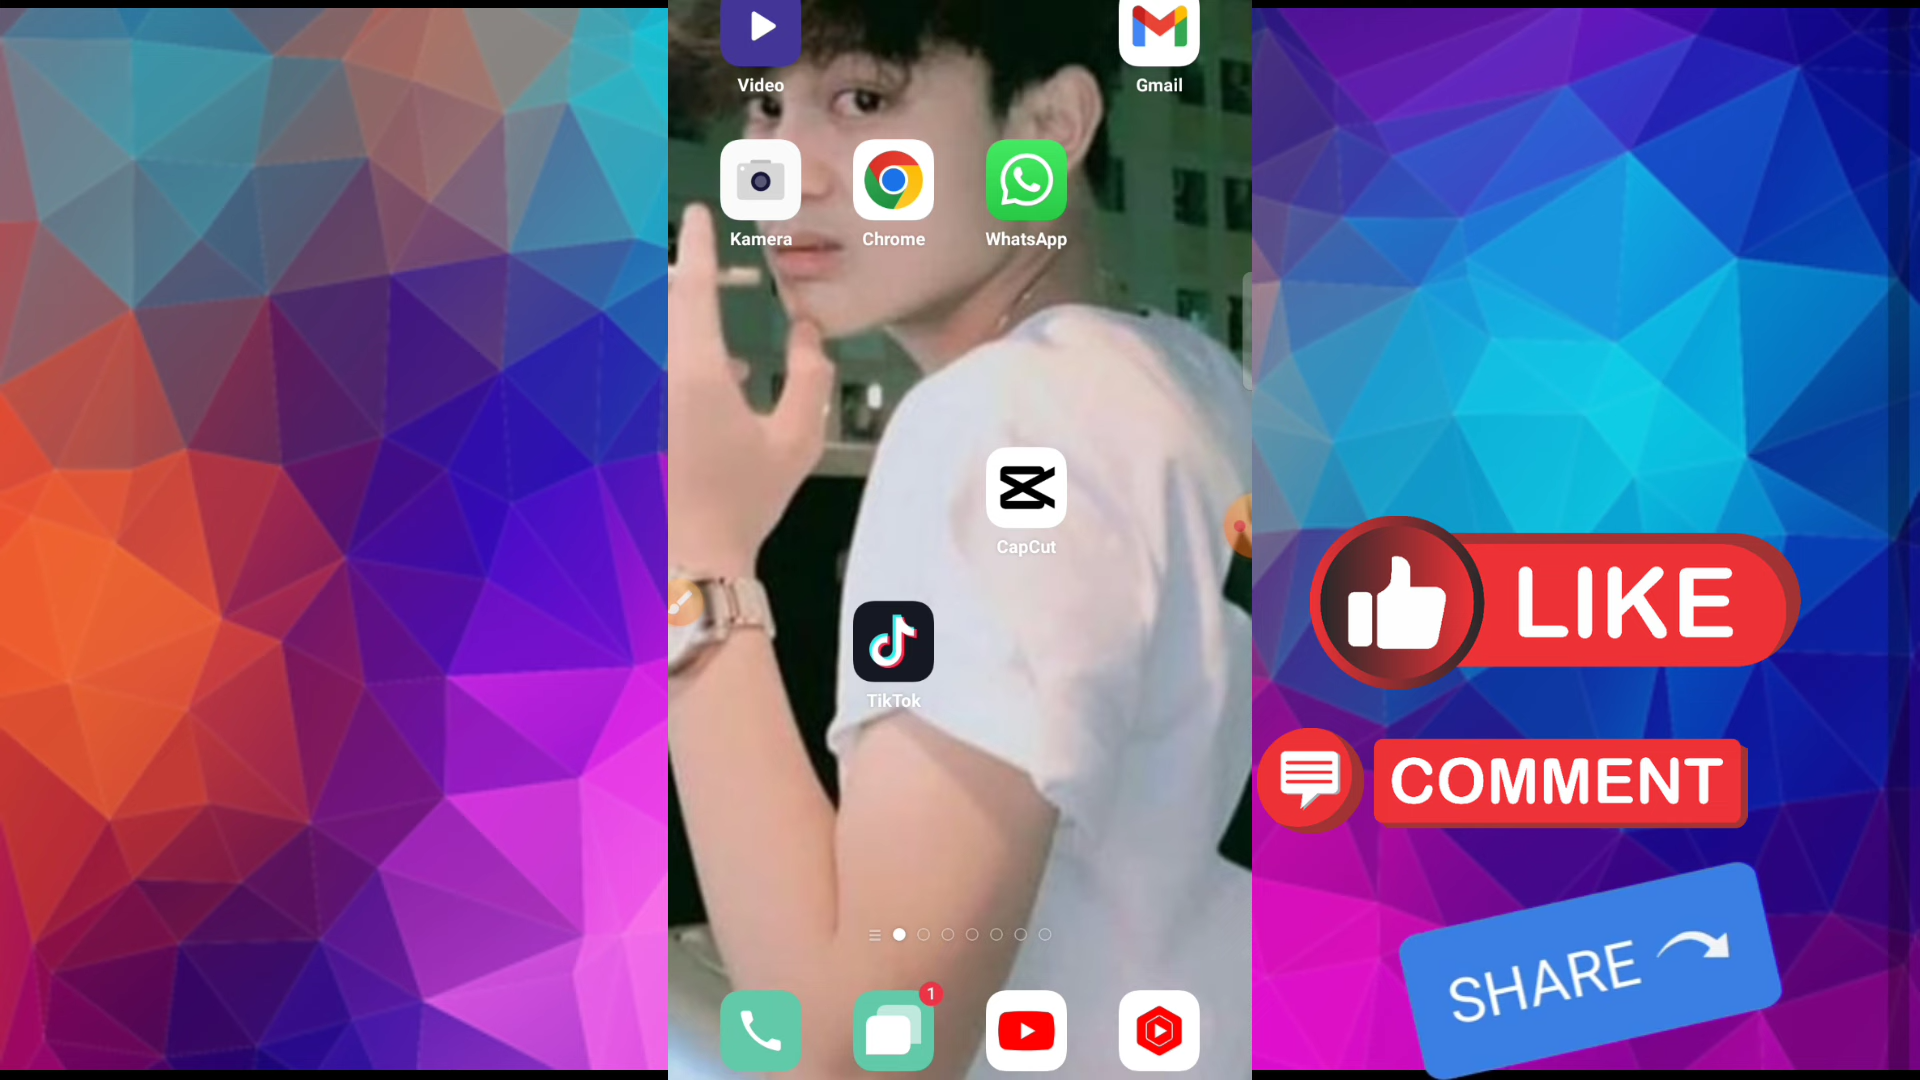 Video
Gmail
Kamera
Chrome
WhatsApp
CapCut
TikTok
1
LIKE
COMMENT
SHARE